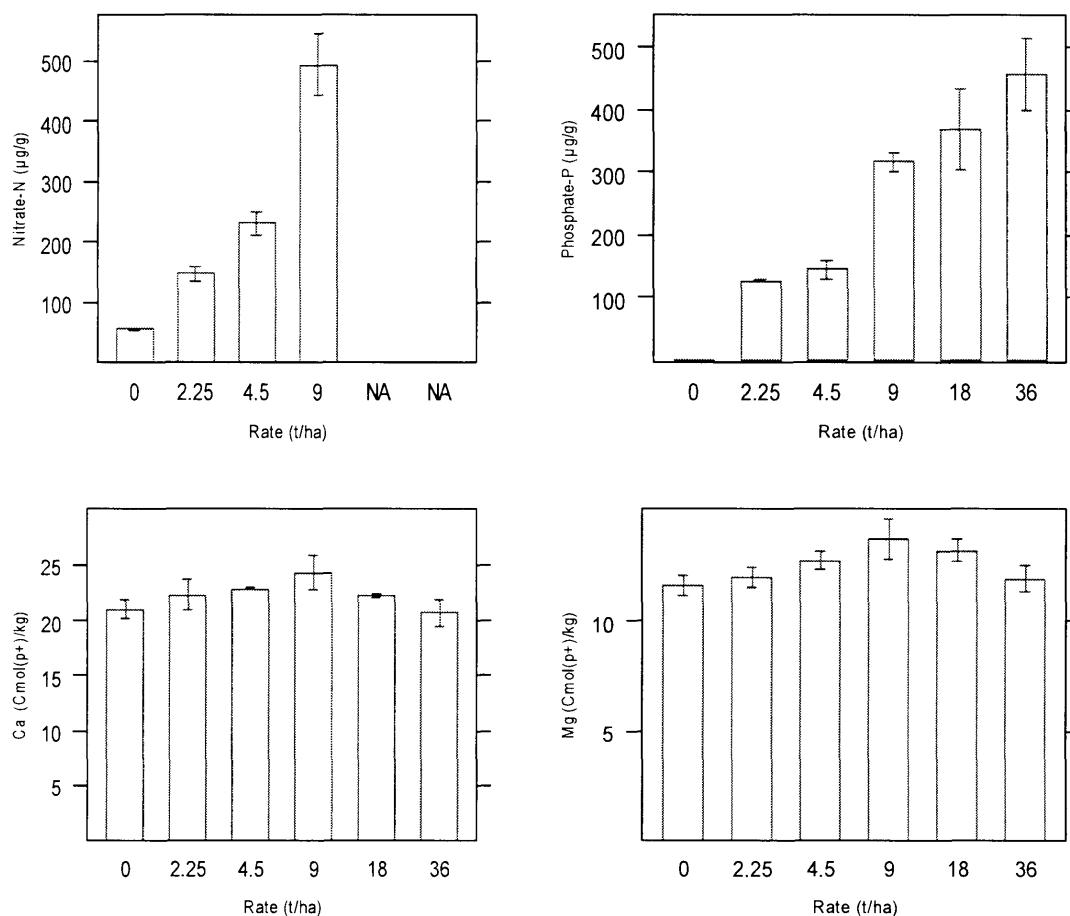 Nitrate-N (µg/g)
500
400
300
200
100
0 2.25 4.5 9 NA NA
Rate (t/ha)
Phosphate-P (µg/g)
500
400
300
200
100
0 2.25 4.5 9 18 36
Rate (t/ha)
Ca (Cmol(p+)/kg)
25
20
15
10
5
0 2.25 4.5 9 18 36
Rate (t/ha)
Mg (Cmol(p+)/kg)
10
5
0 2.25 4.5 9 18 36
Rate (t/ha)